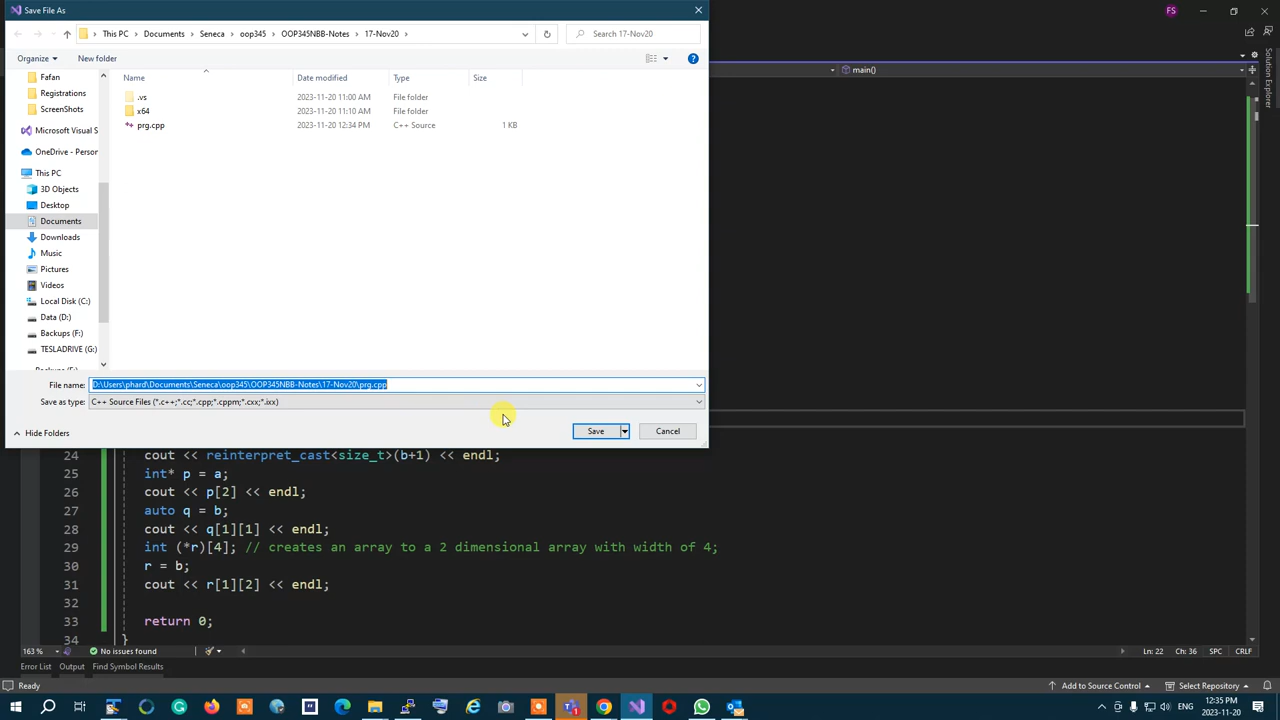 Save File As
FS
This PC > Documents > Seneca > oop345 > OOP345NBB-Notes > 17-Nov20 >
Search 17-Nov20
Organize
New folder
main()
Solution Explorer
Fafan
Registrations
ScreenShots
Microsoft Visual S
OneDrive - Person
This PC
3D Objects
Desktop
Documents
Downloads
Music
Pictures
Videos
Local Disk (C:)
Data (D:)
Backups (F:)
TESLADRIVE (G:)
Name Date modified Type Size
.vs 2023-11-20 11:00 AM File folder
x64 2023-11-20 11:10 AM File folder
prg.cpp 2023-11-20 12:34 PM C++ Source 1 KB
File name: D:\Users\phard\Documents\Seneca\oop345\OOP345NBB-Notes\17-Nov20\prg.cpp
Save as type: C++ Source Files (*.c++;*.cc;*.cpp;*.cppm;*.cxx;*.ixx)
Hide Folders
Save
Cancel
24 cout << reinterpret_cast<size_t>(b+1) << endl;
25 int* p = a;
26 cout << p[2] << endl;
27 auto q = b;
28 cout << q[1][1] << endl;
29 int (*r)[4]; // creates an array to a 2 dimensional array with width of 4;
30 r = b;
31 cout << r[1][2] << endl;
32
33 return 0;
34 }
163 %
No issues found
Ln: 22 Ch: 36 SPC CRLF
Error List Output Find Symbol Results
Ready
Add to Source Control
Select Repository
ENG
12:35 PM
2023-11-20